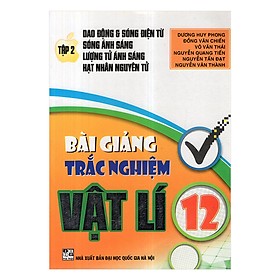 TẬP 2
DAO ĐỘNG & SÓNG ĐIỆN TỪ
SÓNG ÁNH SÁNG
LƯỢNG TỬ ÁNH SÁNG
HẠT NHÂN NGUYÊN TỬ
DƯƠNG HUY PHONG
ĐỒNG VĂN CHIẾN
VÕ VĂN THÁI
NGUYỄN QUANG TIẾN
NGUYỄN TẤN ĐẠT
NGUYỄN VĂN THÀNH
BÀI GIẢNG
TRẮC NGHIỆM
VẬT LÍ 12
NHÀ XUẤT BẢN ĐẠI HỌC QUỐC GIA HÀ NỘI